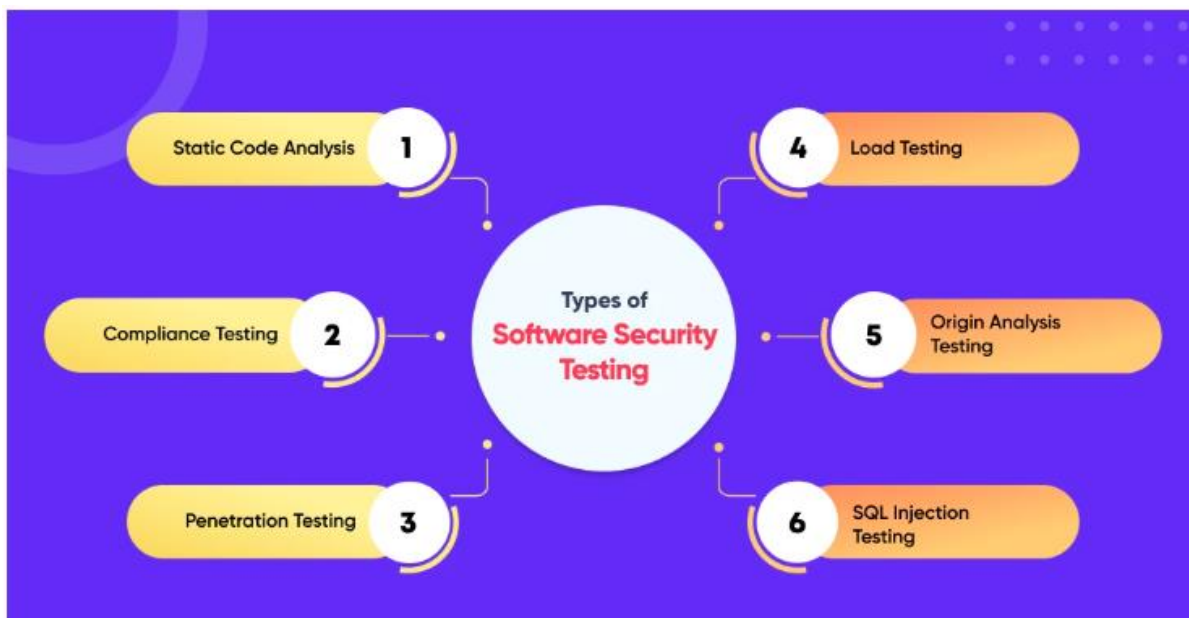 Static Code Analysis
1
Compliance Testing
2
Penetration Testing
3
Types of
Software Security
Testing
4
Load Testing
5
Origin Analysis
Testing
6
SQL Injection
Testing